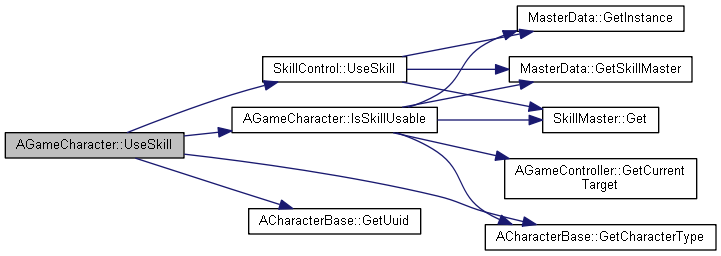 MasterData::GetInstance
SkillControl::UseSkill
MasterData::GetSkillMaster
AGameCharacter::IsSkillUsable
SkillMaster::Get
AGameCharacter::UseSkill
AGameController::GetCurrent
Target
ACharacterBase::GetUuid
ACharacterBase::GetCharacterType